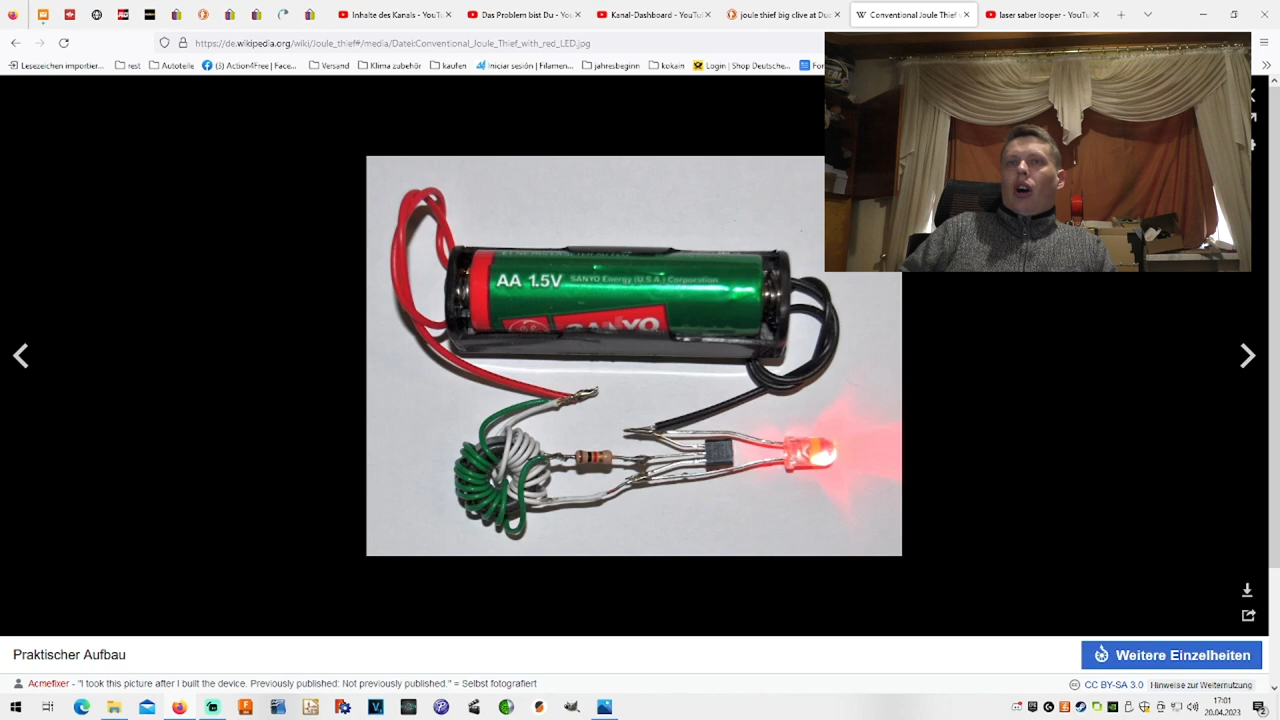 Inhalte des Kanals - YouTu
Das Problem bist Du - YouTu
Kanal-Dashboard - YouTu
joule thief big clive at Duc
Conventional Joule Thief v
laser saber looper - YouTu
https://de.wikipedia.org/wiki/Joule_thief#/media/Datei:Conventional_Joule_Thief_with_red_LED.jpg
Lesezeichen importier...
rest
Autoteile
(3) Action4Free | Face...
Versand
Klima zubehör
kaufen
Iniciar sesión | Filamen...
jahresbeginn
kokain
Login | Shop Deutsche...
For
AA 1.5V SANYO Energy (U.S.A.) Corporation
SANYO
Praktischer Aufbau
Weitere Einzelheiten
Acmefixer - "I took this picture after I built the device. Previously published: Not previously published." = Selbst fotografiert
CC BY-SA 3.0
Hinweise zur Weiternutzung
17:01
20.04.2023